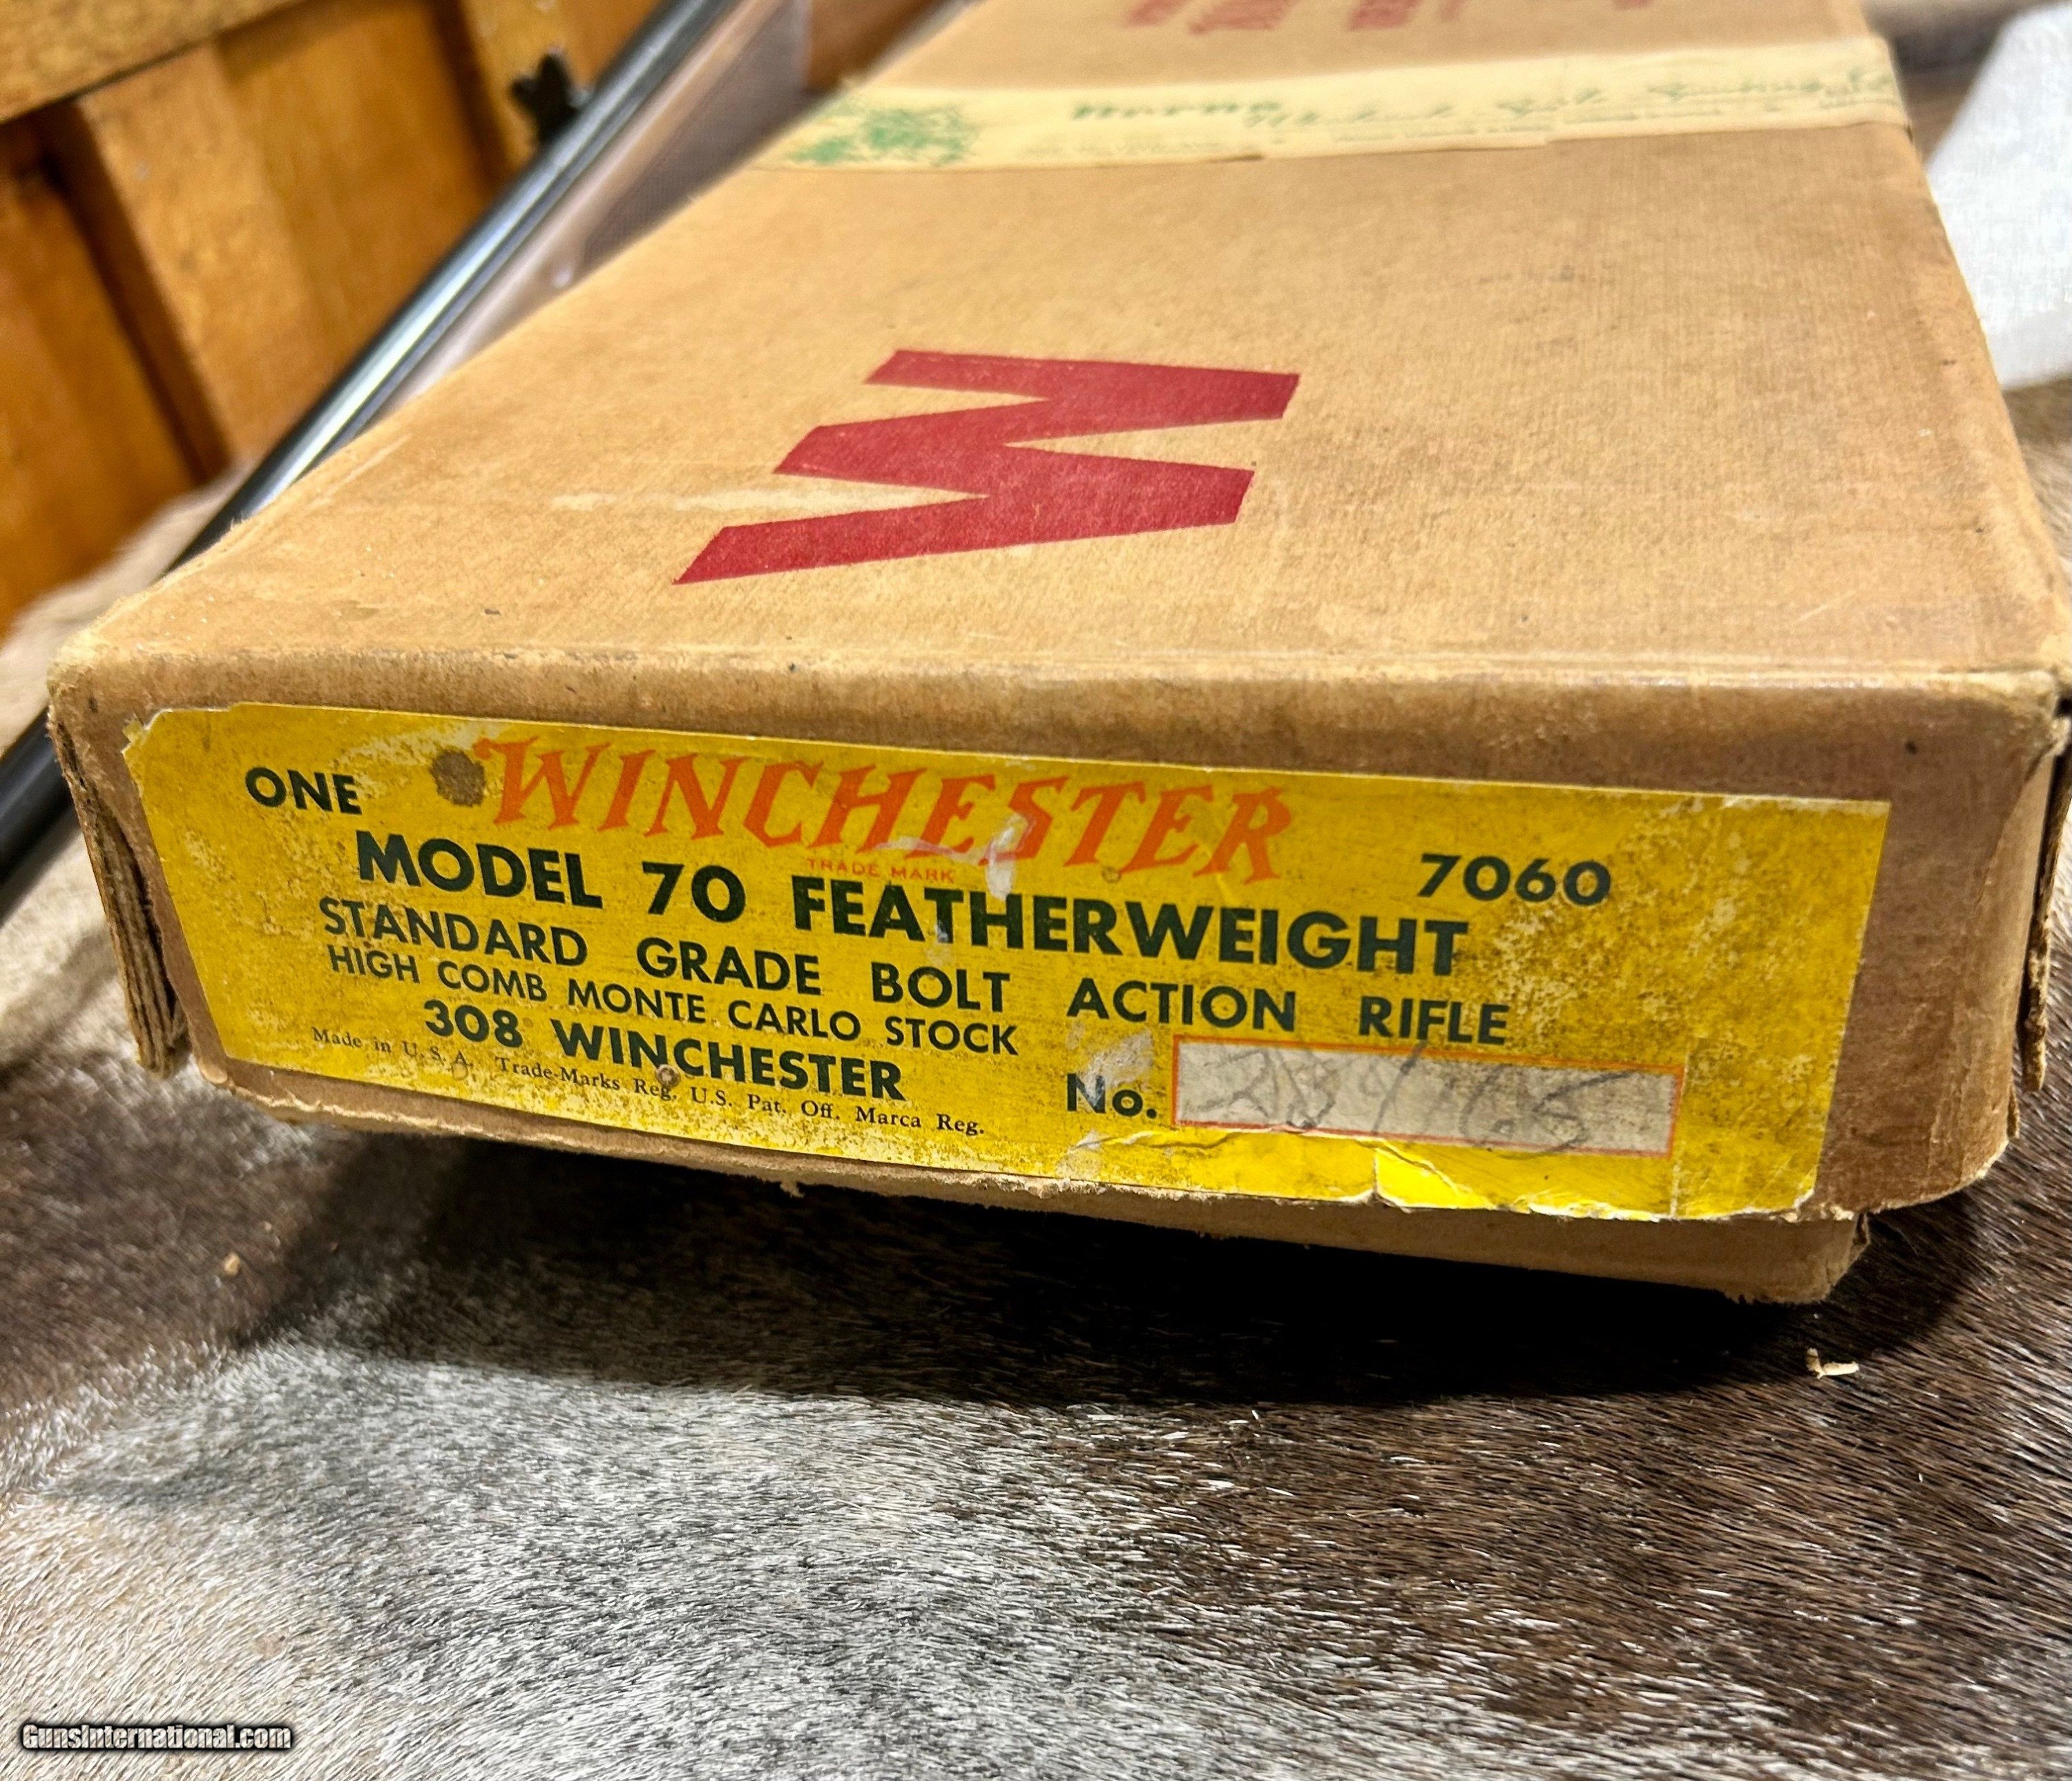 W
ONE WINCHESTER
TRADE MARK
7060
MODEL 70 FEATHERWEIGHT
STANDARD GRADE BOLT ACTION RIFLE
HIGH COMB MONTE CARLO STOCK
308 WINCHESTER
No.
Made in U. S. A. Trade-Marks Reg. U.S. Pat. Off. Marca Reg.
GunsInternational.com